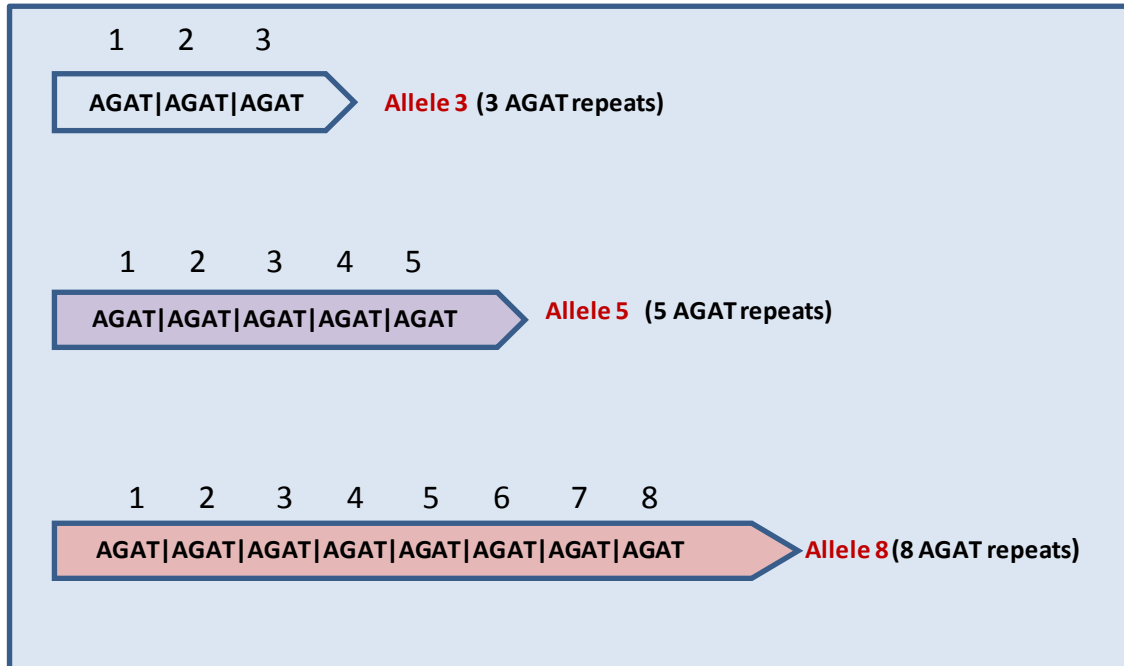 1 2 3
AGAT|AGAT|AGAT Allele 3 (3 AGAT repeats)
1 2 3 4 5
AGAT|AGAT|AGAT|AGAT|AGAT Allele 5 (5 AGAT repeats)
1 2 3 4 5 6 7 8
AGAT|AGAT|AGAT|AGAT|AGAT|AGAT|AGAT|AGAT Allele 8 (8 AGAT repeats)